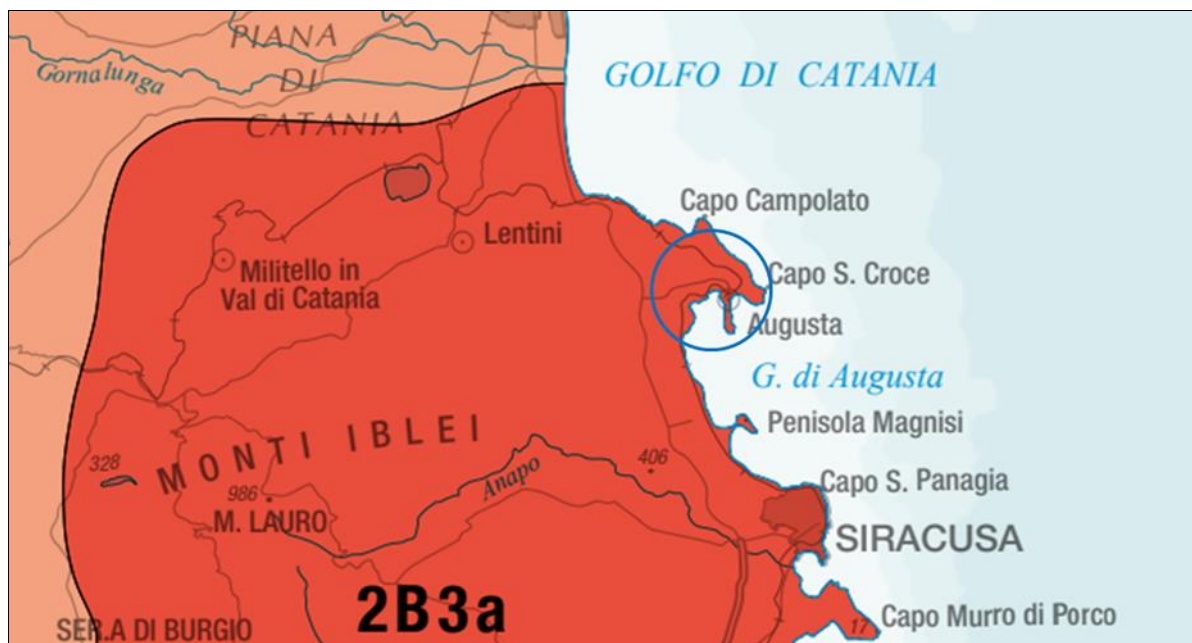 PIANA
DI
CATANIA
Gornalunga
GOLFO DI CATANIA
Capo Campolato
Lentini
Militello in
Val di Catania
Capo S. Croce
Augusta
G. di Augusta
Penisola Magnisi
MONTI IBLEI
328
406
Anapo
986
M. LAURO
Capo S. Panagia
SIRACUSA
2B3a
SER.A DI BURGIO
17
Capo Murro di Porco